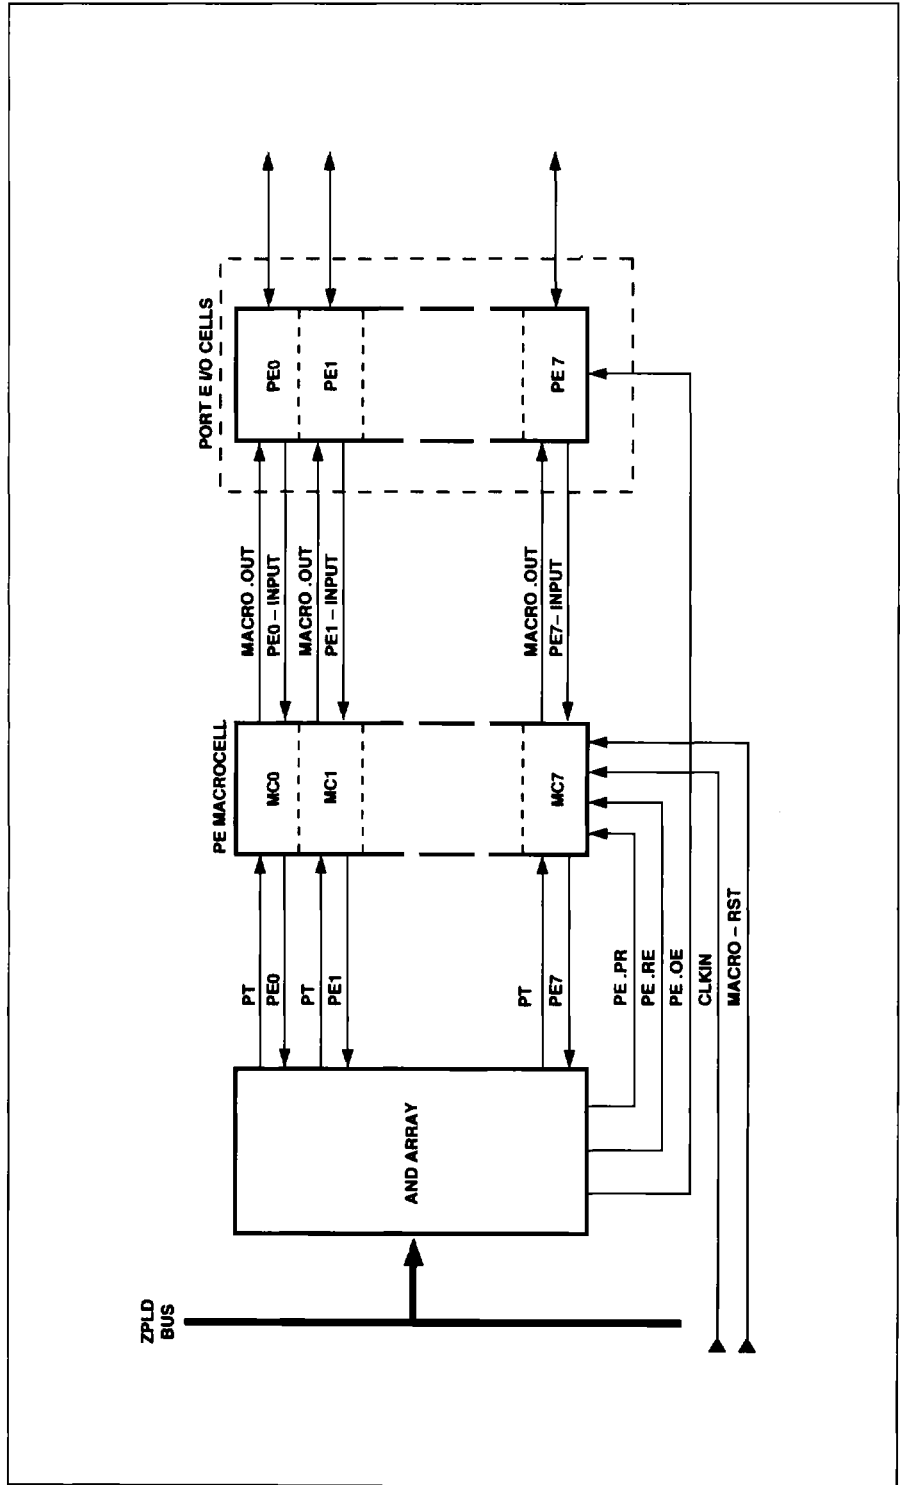 ZPLD
BUS
AND ARRAY
PT
PE0
PT
PE1
PT
PE7
PE .PR
PE .RE
PE .OE
CLKIN
MACRO – RST
PE MACROCELL
MC0
MC1
MC7
MACRO .OUT
PE0 – INPUT
MACRO .OUT
PE1 – INPUT
MACRO .OUT
PE7– INPUT
PORT E I/O CELLS
PE0
PE1
PE 7